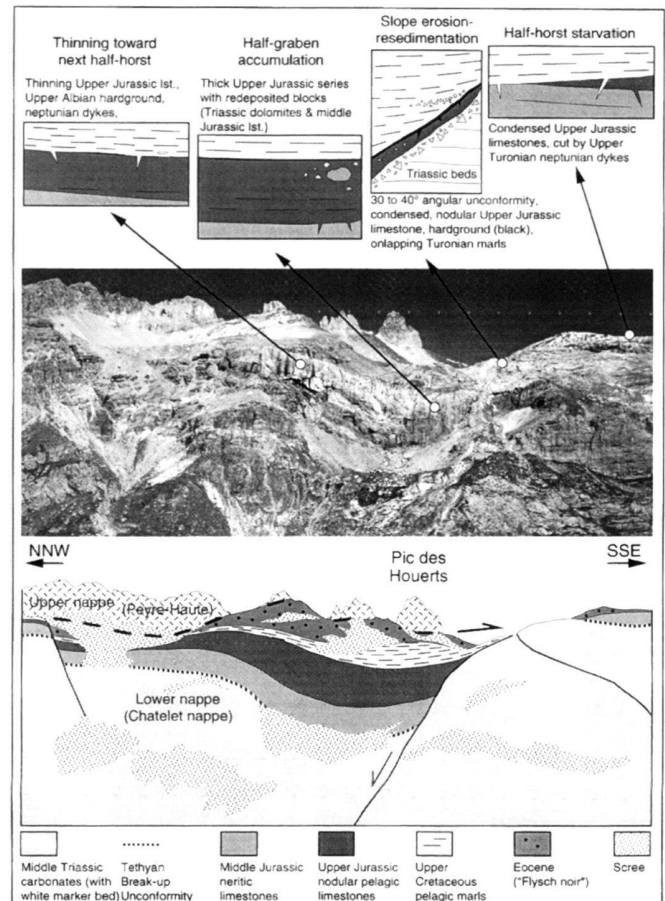 Thinning toward
next half-horst
Thinning Upper Jurassic lst.,
Upper Albian hardground,
neptunian dykes,
Half-graben
accumulation
Thick Upper Jurassic series
with redeposited blocks
(Triassic dolomites & middle
Jurassic lst.)
Slope erosion-
resedimentation
Triassic beds
30 to 40° angular unconformity,
condensed, nodular Upper Jurassic
limestone, hardground (black),
onlapping Turonian marls
Half-horst starvation
Condensed Upper Jurassic
limestones, cut by Upper
Turonian neptunian dykes
NNW
Pic des
Houerts
SSE
Upper nappe (Peyre-Haute)
Lower nappe
(Chatelet nappe)
Middle Triassic
carbonates (with
white marker bed)
Tethyan
Break-up
Unconformity
Middle Jurassic
neritic
limestones
Upper Jurassic
nodular pelagic
limestones
Upper
Cretaceous
pelagic marls
Eocene
("Flysch noir")
Scree